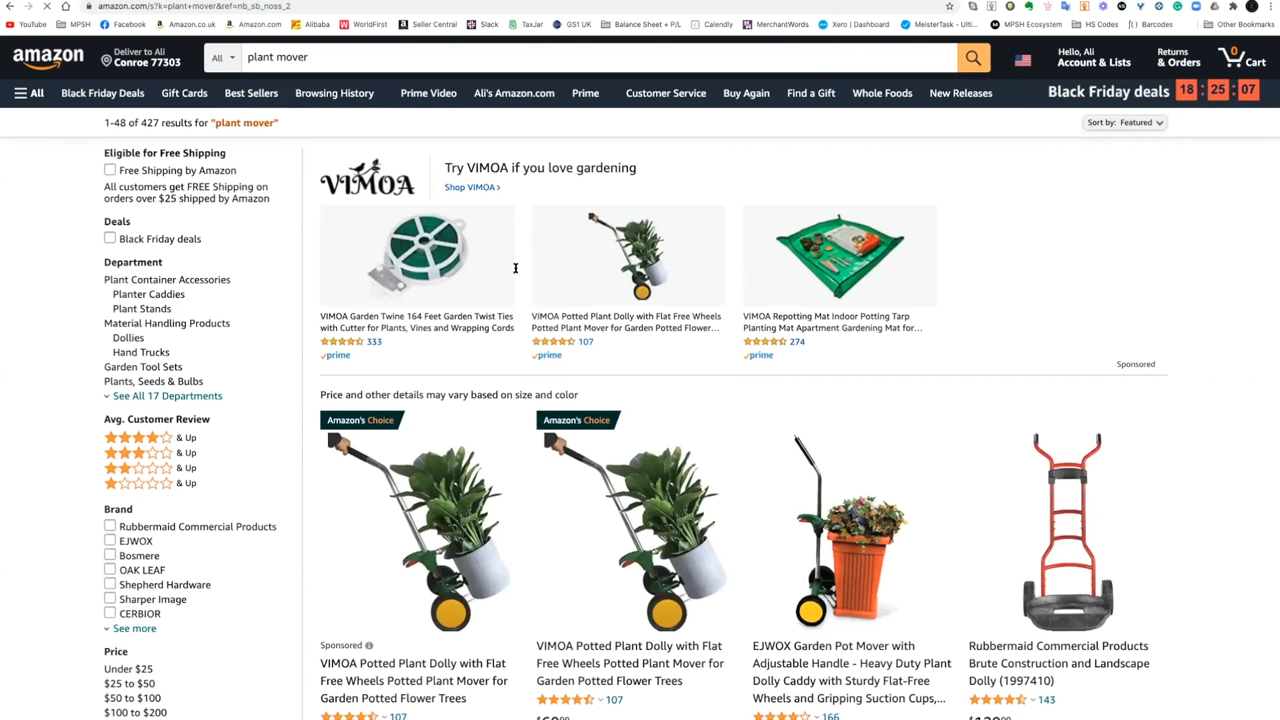 amazon.com/s?k=plant+mover&ref=nb_sb_noss_2
YouTube MPSH Facebook Amazon.co.uk Amazon.com Alibaba WorldFirst Seller Central Slack TaxJar GS1 UK Balance Sheet + P/L Calendly MerchantWords Xero | Dashboard MeisterTask - Ulti... MPSH Ecosystem HS Codes Barcodes Other Bookmarks
amazon Deliver to Ali Conroe 77303 All plant mover Hello, Ali Account & Lists Returns & Orders 0 Cart
All Black Friday Deals Gift Cards Best Sellers Browsing History Prime Video Ali's Amazon.com Prime Customer Service Buy Again Find a Gift Whole Foods New Releases Black Friday deals 18 : 25 : 07
1-48 of 427 results for "plant mover" Sort by: Featured
Eligible for Free Shipping
Free Shipping by Amazon
All customers get FREE Shipping on
orders over $25 shipped by Amazon
Deals
Black Friday deals
Department
Plant Container Accessories
Planter Caddies
Plant Stands
Material Handling Products
Dollies
Hand Trucks
Garden Tool Sets
Plants, Seeds & Bulbs
See All 17 Departments
Avg. Customer Review
& Up
& Up
& Up
& Up
Brand
Rubbermaid Commercial Products
EJWOX
Bosmere
OAK LEAF
Shepherd Hardware
Sharper Image
CERBIOR
See more
Price
Under $25
$25 to $50
$50 to $100
$100 to $200
VIMOA
Try VIMOA if you love gardening
Shop VIMOA ›
VIMOA Garden Twine 164 Feet Garden Twist Ties
with Cutter for Plants, Vines and Wrapping Cords
333
prime
VIMOA Potted Plant Dolly with Flat Free Wheels
Potted Plant Mover for Garden Potted Flower...
107
prime
VIMOA Repotting Mat Indoor Potting Tarp
Planting Mat Apartment Gardening Mat for...
274
prime
Sponsored
Price and other details may vary based on size and color
Amazon's Choice
Sponsored
VIMOA Potted Plant Dolly with Flat
Free Wheels Potted Plant Mover for
Garden Potted Flower Trees
107
Amazon's Choice
VIMOA Potted Plant Dolly with Flat
Free Wheels Potted Plant Mover for
Garden Potted Flower Trees
107
EJWOX Garden Pot Mover with
Adjustable Handle - Heavy Duty Plant
Dolly Caddy with Sturdy Flat-Free
Wheels and Gripping Suction Cups,...
166
Rubbermaid Commercial Products
Brute Construction and Landscape
Dolly (1997410)
143